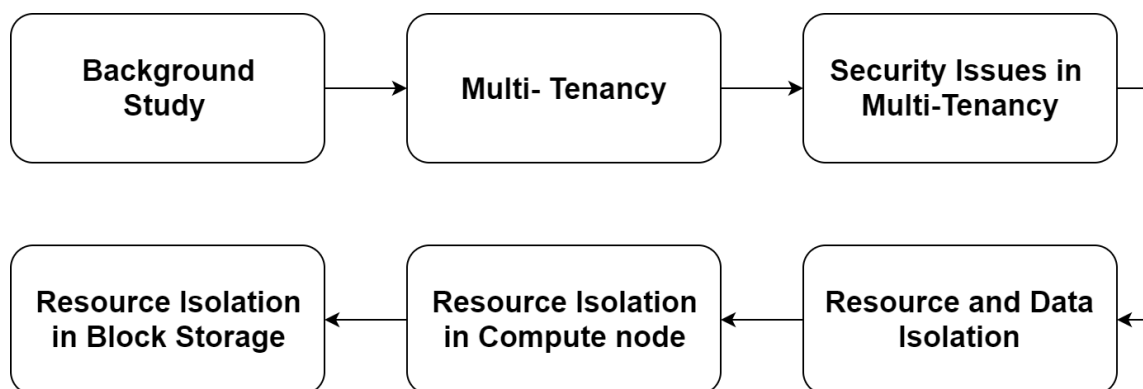 Background
Study
Multi- Tenancy
Security Issues in
Multi-Tenancy
Resource Isolation
in Block Storage
Resource Isolation
in Compute node
Resource and Data
Isolation